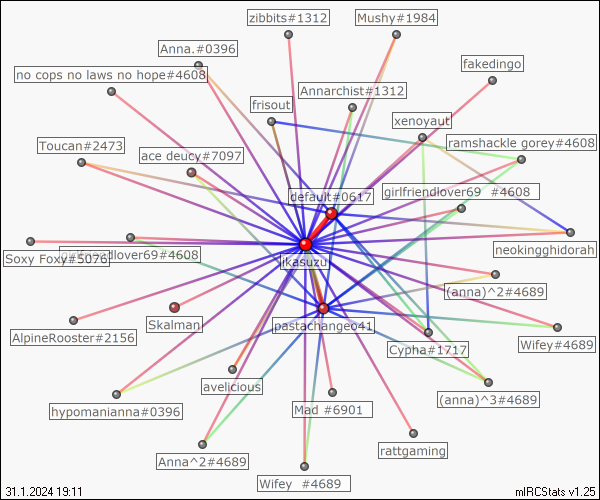 zibbits#1312
Mushy#1984
Anna.#0396
fakedingo
no cops no laws no hope#4608
Annarchist#1312
frisout
xenoyaut
Toucan#2473
ramshackle gorey#4608
ace deucy#7097
default#0617
girlfriendlover69 #4608
neokingghidorah
girlfriendlover69#4608
Soxy Foxy#5076
ikasuzu
(anna)^2#4689
Skalman
pastachange041
AlpineRooster#2156
Cypha#1717
Wifey#4689
avelicious
hypomanianna#0396
Mad #6901
(anna)^3#4689
rattgaming
Anna^2#4689
Wifey #4689
31.1.2024 19:11
mIRCStats v1.25